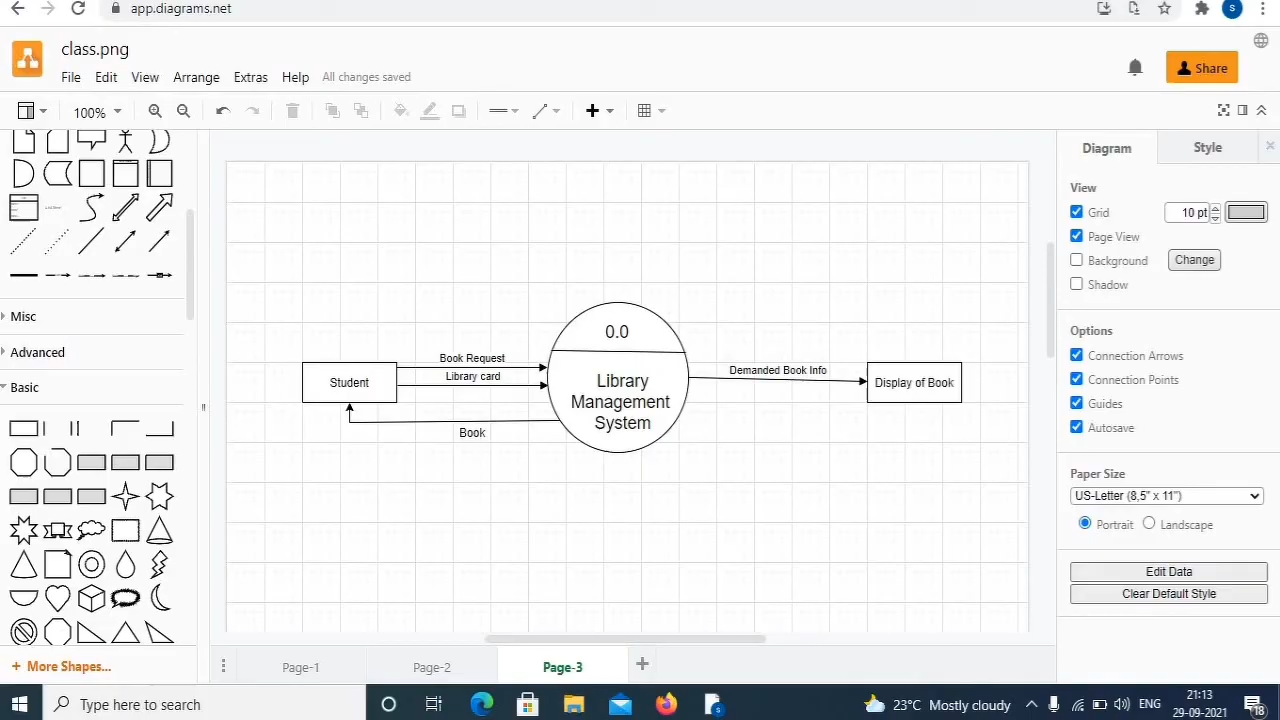 app.diagrams.net
S
class.png
File Edit View Arrange Extras Help All changes saved
Share
100%
Diagram Style
View
Grid 10 pt
Page View
Background Change
Shadow
Options
Connection Arrows
Connection Points
Guides
Autosave
Paper Size
US-Letter (8,5" x 11")
Portrait Landscape
Edit Data
Clear Default Style
Misc
Advanced
Basic
+ More Shapes...
0.0
Library
Management
System
Student
Book Request
Library card
Book
Demanded Book Info
Display of Book
Page-1 Page-2 Page-3
Type here to search
23°C Mostly cloudy
ENG
21:13
29-09-2021
18